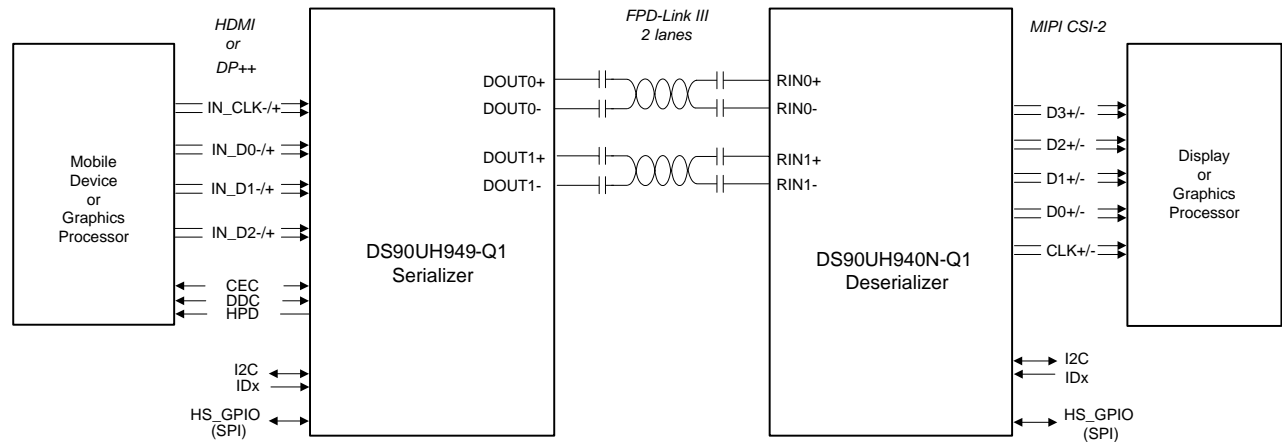 HDMI
or
DP++
FPD-Link III
2 lanes
MIPI CSI-2
Mobile
Device
or
Graphics
Processor
IN_CLK-/+
IN_D0-/+
IN_D1-/+
IN_D2-/+
CEC
DDC
HPD
I2C
IDx
HS_GPIO
(SPI)
DS90UH949-Q1
Serializer
DOUT0+
DOUT0-
DOUT1+
DOUT1-
RIN0+
RIN0-
RIN1+
RIN1-
DS90UH940N-Q1
Deserializer
D3+/-
D2+/-
D1+/-
D0+/-
CLK+/-
I2C
IDx
HS_GPIO
(SPI)
Display
or
Graphics
Processor